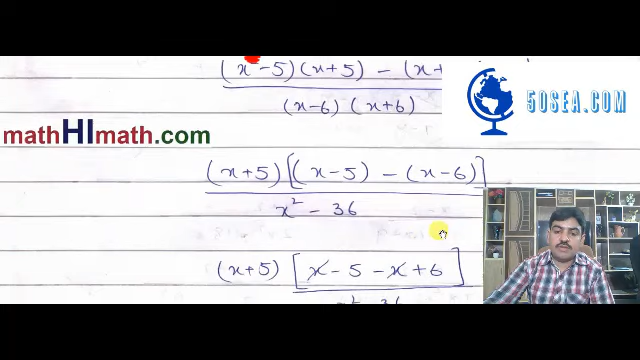 (x - 5)(x + 5) - (x +
(x - 6) (x + 6)
50SEA.COM
mathHImath.com
(x + 5) [(x - 5) - (x - 6)]
x² - 36
(x + 5) [x - 5 - x + 6]